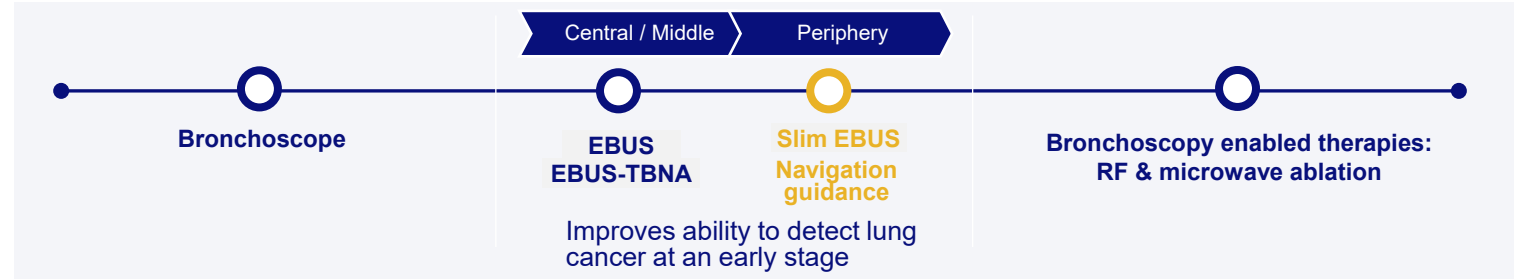 Central / Middle
Periphery
Bronchoscope
EBUS
EBUS-TBNA
Slim EBUS
Navigation
guidance
Improves ability to detect lung
cancer at an early stage
Bronchoscopy enabled therapies:
RF & microwave ablation